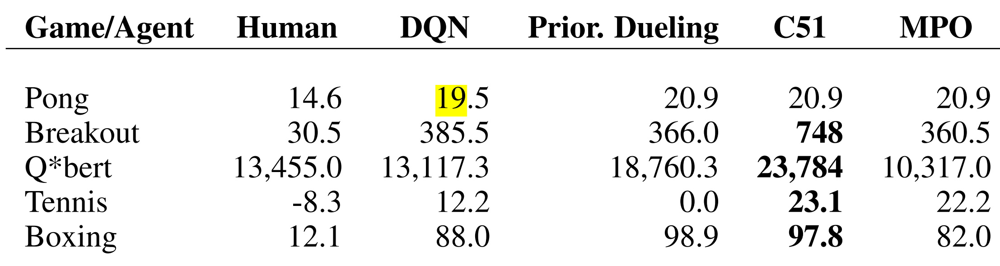 Game/Agent Human DQN Prior. Dueling C51 MPO
Pong 14.6 19.5 20.9 20.9 20.9
Breakout 30.5 385.5 366.0 748 360.5
Q*bert 13,455.0 13,117.3 18,760.3 23,784 10,317.0
Tennis -8.3 12.2 0.0 23.1 22.2
Boxing 12.1 88.0 98.9 97.8 82.0